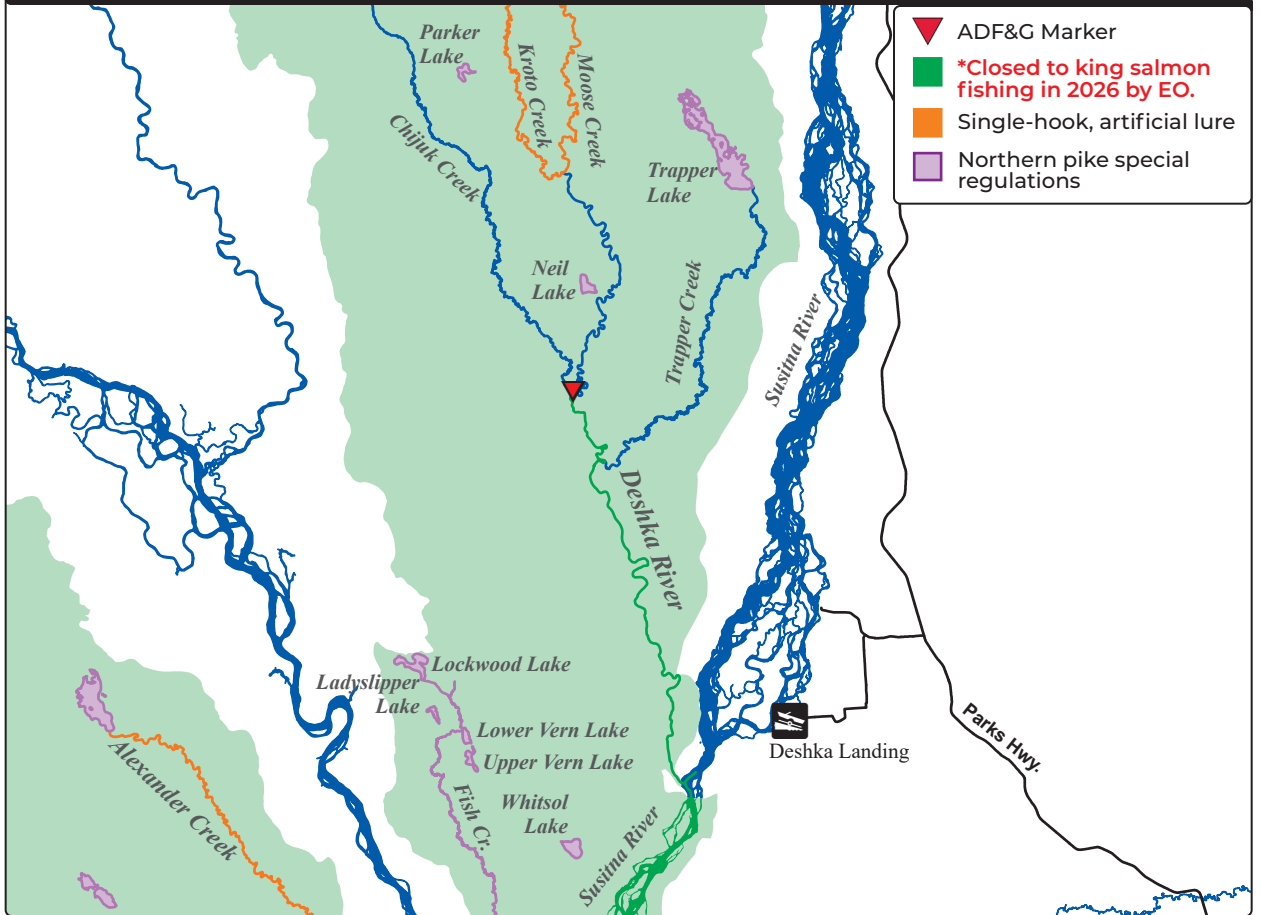 ADF&G Marker
*Closed to king salmon
fishing in 2026 by EO.
Single-hook, artificial lure
Northern pike special
regulations
Parker
Lake
Kroto Creek
Moose Creek
Chijuk Creek
Trapper
Lake
Neil
Lake
Trapper Creek
Susitna River
Deshka River
Lockwood Lake
Ladyslipper
Lake
Lower Vern Lake
Upper Vern Lake
Fish Cr.
Whitsol
Lake
Alexander Creek
Susitna River
Deshka Landing
Parks Hwy.